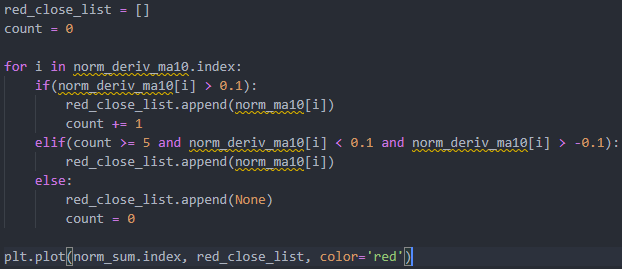 red_close_list = []
count = 0
for i in norm_deriv_ma10.index:
    if(norm_deriv_ma10[i] > 0.1):
        red_close_list.append(norm_ma10[i])
        count += 1
    elif(count >= 5 and norm_deriv_ma10[i] < 0.1 and norm_deriv_ma10[i] > -0.1):
        red_close_list.append(norm_ma10[i])
    else:
        red_close_list.append(None)
        count = 0
plt.plot(norm_sum.index, red_close_list, color='red')